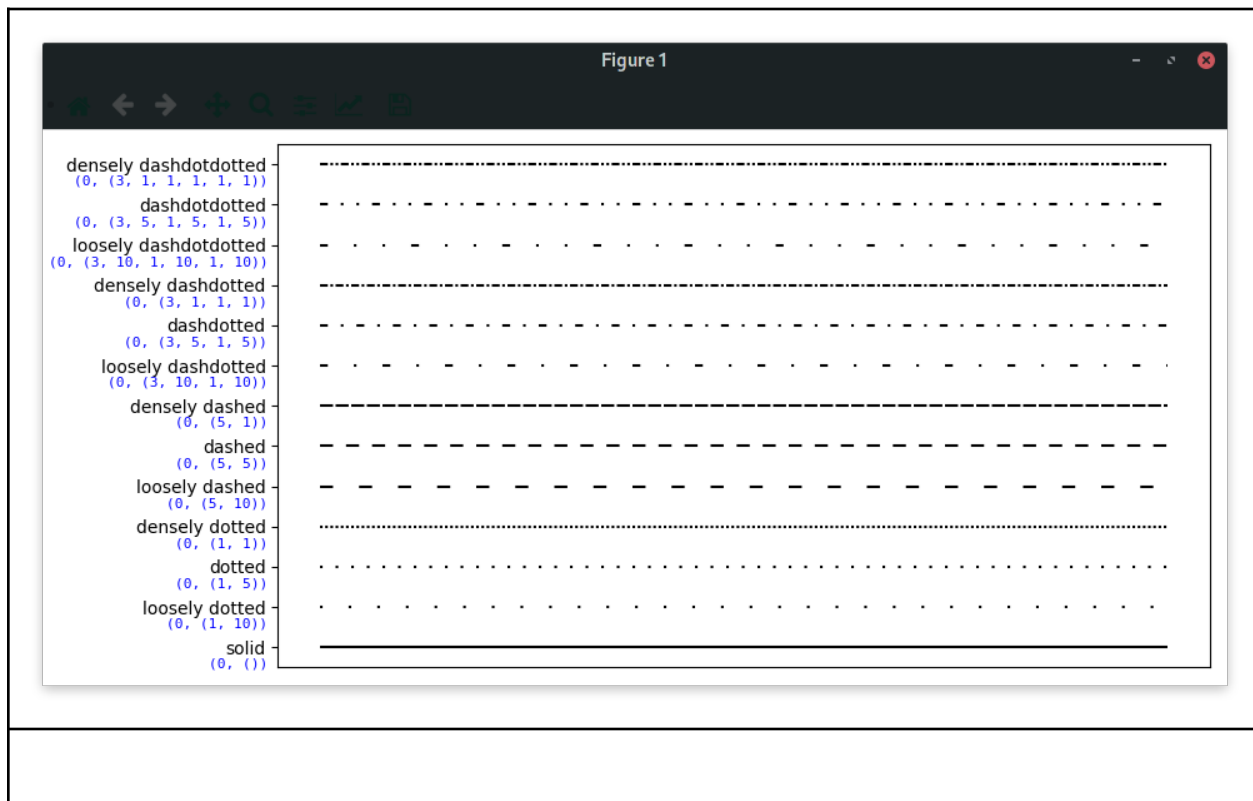 Figure 1
densely dashdotdotted
(0, (3, 1, 1, 1, 1, 1))
dashdotdotted
(0, (3, 5, 1, 5, 1, 5))
loosely dashdotdotted
(0, (3, 10, 1, 10, 1, 10))
densely dashdotted
(0, (3, 1, 1, 1))
dashdotted
(0, (3, 5, 1, 5))
loosely dashdotted
(0, (3, 10, 1, 10))
densely dashed
(0, (5, 1))
dashed
(0, (5, 5))
loosely dashed
(0, (5, 10))
densely dotted
(0, (1, 1))
dotted
(0, (1, 5))
loosely dotted
(0, (1, 10))
solid
(0, ())